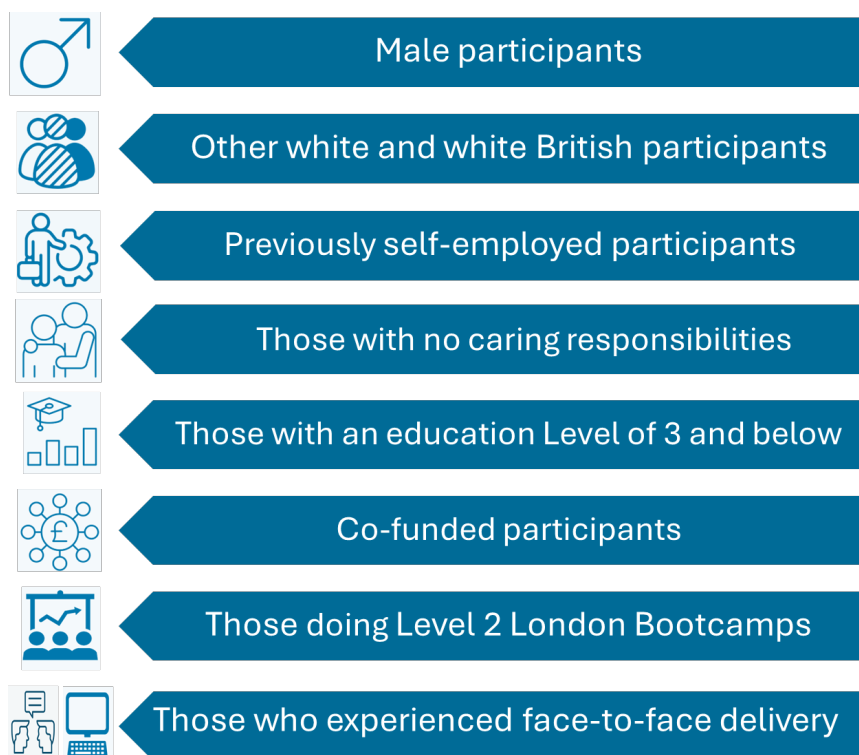 Male participants
Other white and white British participants
Previously self-employed participants
Those with no caring responsibilities
Those with an education Level of 3 and below
£
Co-funded participants
Those doing Level 2 London Bootcamps
Those who experienced face-to-face delivery